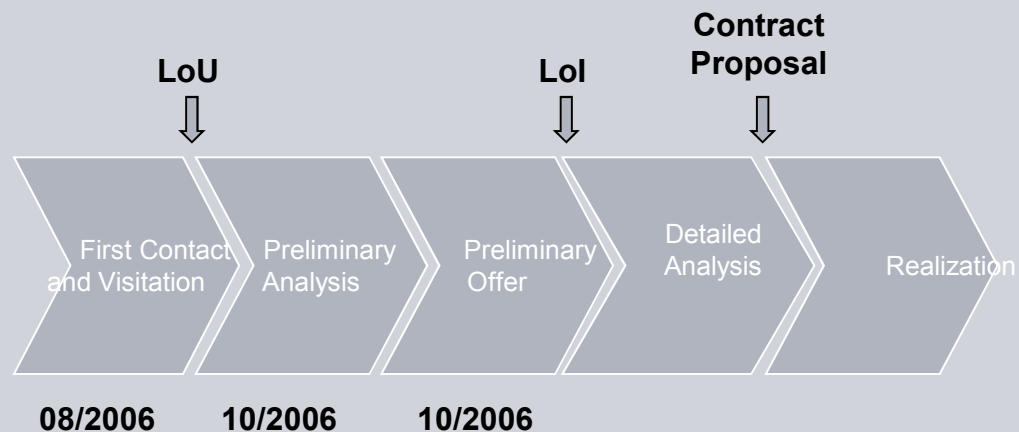 LoU
LoI
Contract
Proposal
First Contact
and Visitation
Preliminary
Analysis
Preliminary
Offer
Detailed
Analysis
Realization
08/2006
10/2006
10/2006